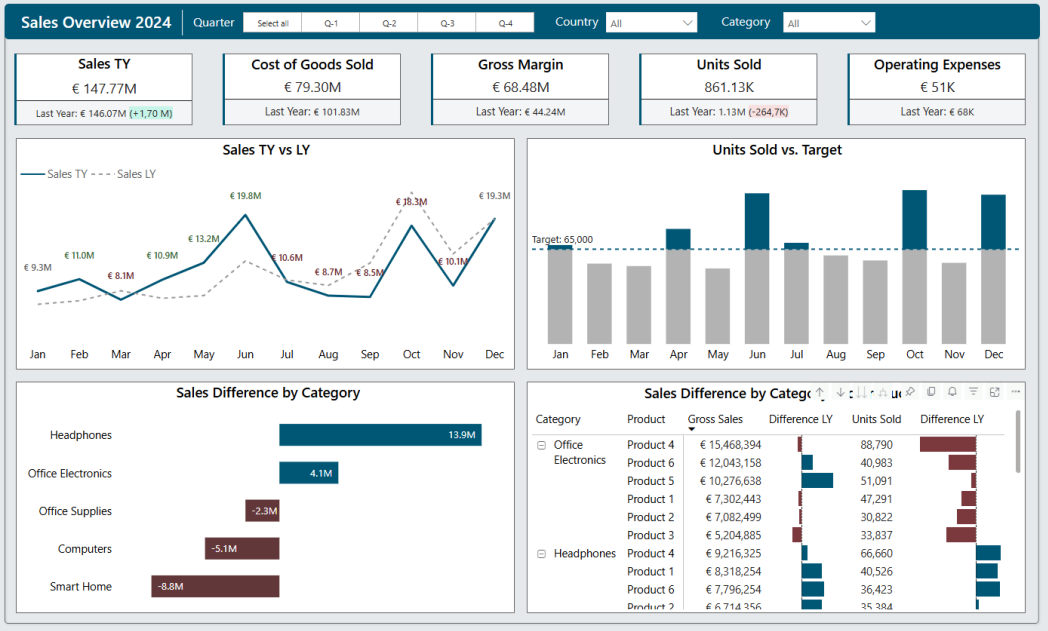 Sales Overview 2024 Quarter Select all Q-1 Q-2 Q-3 Q-4 Country All Category All
Sales TY
€ 147.77M
Last Year: € 146.07M (+1,70 M)
Cost of Goods Sold
€ 79.30M
Last Year: € 101.83M
Gross Margin
€ 68.48M
Last Year: € 44.24M
Units Sold
861.13K
Last Year: 1.13M (-264,7K)
Operating Expenses
€ 51K
Last Year: € 68K
Sales TY vs LY
Sales TY Sales LY
€ 9.3M
€ 11.0M
€ 8.1M
€ 10.9M
€ 13.2M
€ 19.8M
€ 10.6M
€ 8.7M
€ 8.5M
€ 18.3M
€ 10.1M
€ 19.3M
Jan Feb Mar Apr May Jun Jul Aug Sep Oct Nov Dec
Units Sold vs. Target
Target: 65,000
Jan Feb Mar Apr May Jun Jul Aug Sep Oct Nov Dec
Sales Difference by Category
Headphones 13.9M
Office Electronics 4.1M
Office Supplies -2.3M
Computers -5.1M
Smart Home -8.8M
Sales Difference by Category
Category Product Gross Sales Difference LY Units Sold Difference LY
Office Product 4 € 15,468,394 88,790
Electronics Product 6 € 12,043,158 40,983
Product 5 € 10,276,638 51,091
Product 1 € 7,302,443 47,291
Product 2 € 7,082,499 30,822
Product 3 € 5,204,885 33,837
Headphones Product 4 € 9,216,325 66,660
Product 1 € 8,318,254 40,526
Product 6 € 7,796,254 36,423
Product 2 € 6,714,356 35,384